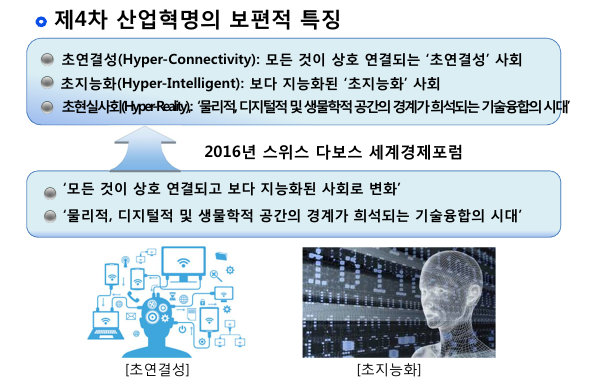 제4차 산업혁명의 보편적 특징
초연결성(Hyper-Connectivity): 모든 것이 상호 연결되는 ‘초연결성’ 사회
초지능화(Hyper-Intelligent): 보다 지능화된 ‘초지능화’ 사회
초현실사회(Hyper-Reality): ‘물리적, 디지털적 및 생물학적 공간의 경계가 희석되는 기술융합의 시대’
2016년 스위스 다보스 세계경제포럼
‘모든 것이 상호 연결되고 보다 지능화된 사회로 변화’
‘물리적, 디지털적 및 생물학적 공간의 경계가 희석되는 기술융합의 시대’
[초연결성]
[초지능화]